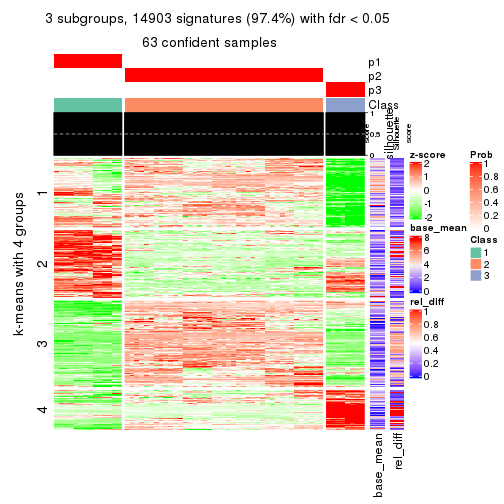 3 subgroups, 14903 signatures (97.4%) with fdr < 0.05
63 confident samples
p1
p2
p3
Class
1
0.5
0
silhouette
score
Silhouette
score
k-means with 4 groups
1
2
3
4
base_mean
rel_diff
z-score
2
1
0
-1
-2
base_mean
8
6
4
2
0
rel_diff
1
0.8
0.6
0.4
0.2
0
Prob
1
0.8
0.6
0.4
0.2
0
Class
1
2
3